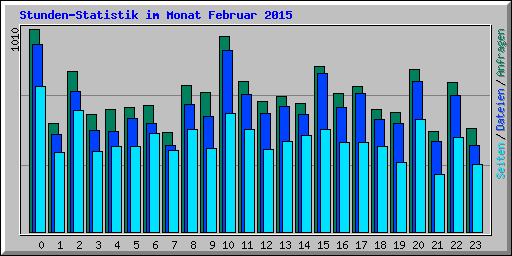 Stunden-Statistik im Monat Februar 2015
1010
Seiten / Dateien / Anfragen
0 1 2 3 4 5 6 7 8 9 10 11 12 13 14 15 16 17 18 19 20 21 22 23